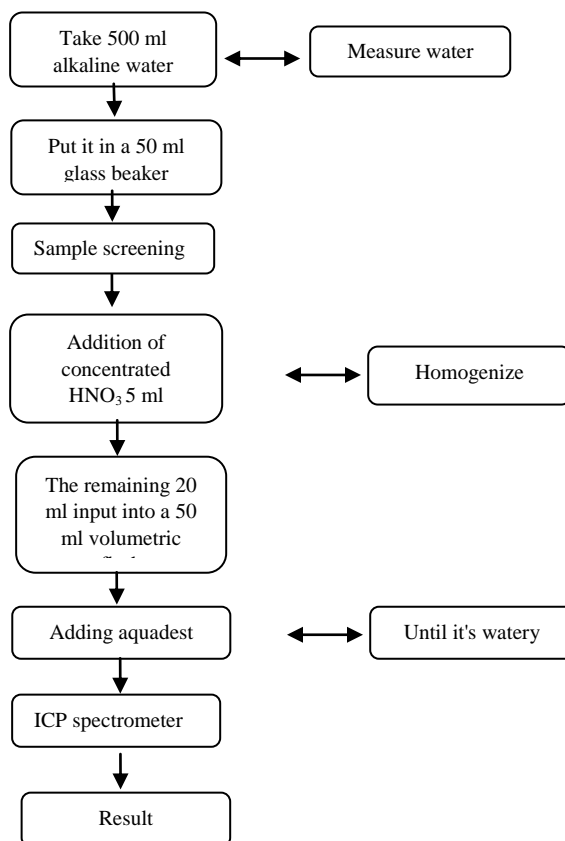 Take 500 ml
alkaline water
Measure water
Put it in a 50 ml
glass beaker
Sample screening
Addition of
concentrated
HNO₃ 5 ml
Homogenize
The remaining 20
ml input into a 50
ml volumetric
Adding aquadest
Until it's watery
ICP spectrometer
Result